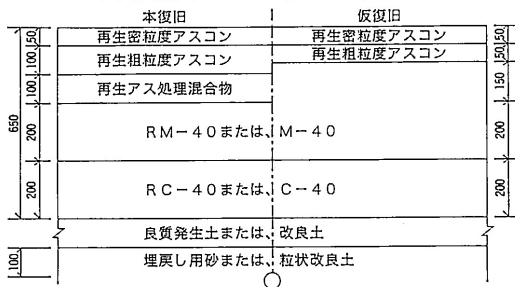 本復旧 仮復旧
50 再生密粒度アスコン 再生密粒度アスコン 50
100 再生粗粒度アスコン 再生粗粒度アスコン 50
100 再生アス処理混合物 150
650
200 RM-40または、M-40 200
200 RC-40または、C-40 200
良質発生土または、改良土
100 埋戻し用砂または、粒状改良土